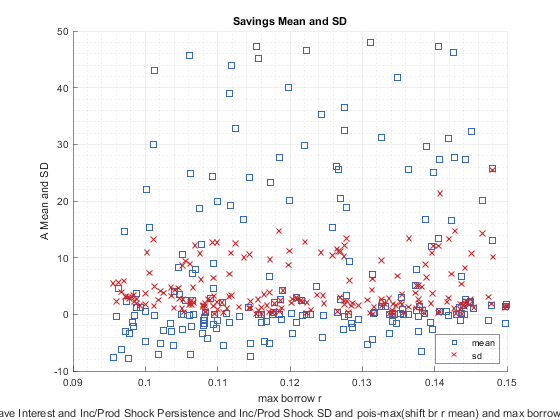 Savings Mean and SD
50
40
30
20
10
0
-10
A Mean and SD
mean
sd
0.09
0.1
0.11
0.12
0.13
0.14
0.15
max borrow r
ave Interest and Inc/Prod Shock Persistence and Inc/Prod Shock SD and pois-max(shift br r mean) and max borrow